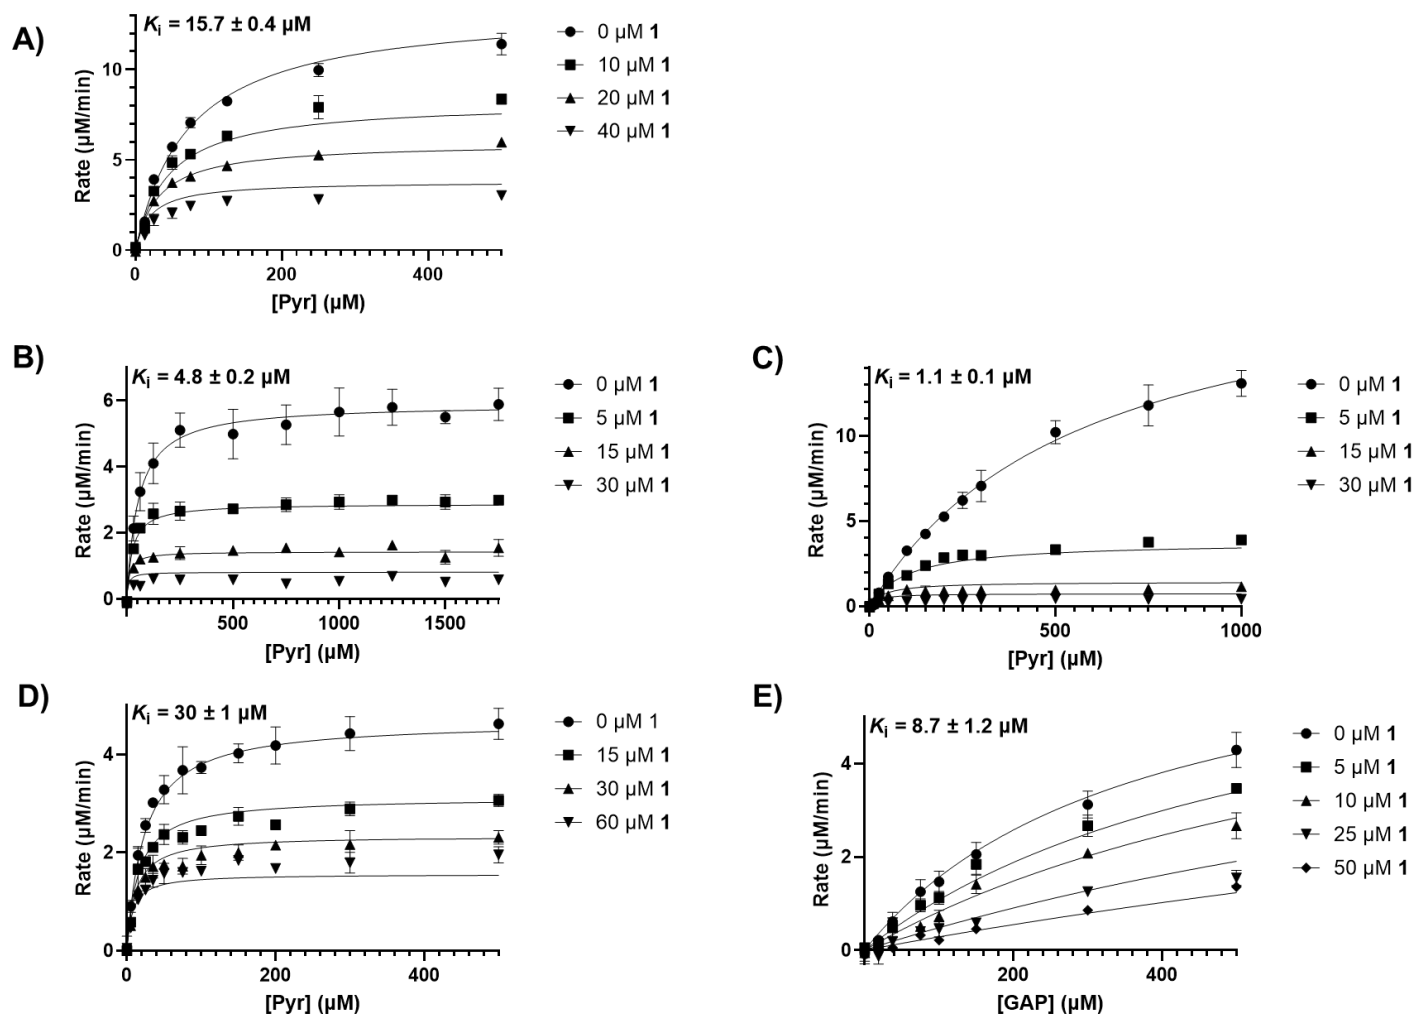 A)
Ki = 15.7 ± 0.4 µM
0 µM 1
10 µM 1
20 µM 1
40 µM 1
Rate (µM/min)
10
5
0
0 200 400
[Pyr] (µM)
B)
Ki = 4.8 ± 0.2 µM
0 µM 1
5 µM 1
15 µM 1
30 µM 1
Rate (µM/min)
6
4
2
0
500 1000 1500
[Pyr] (µM)
C)
Ki = 1.1 ± 0.1 µM
0 µM 1
5 µM 1
15 µM 1
30 µM 1
Rate (µM/min)
10
5
0
0 500 1000
[Pyr] (µM)
D)
Ki = 30 ± 1 µM
0 µM 1
15 µM 1
30 µM 1
60 µM 1
Rate (µM/min)
4
2
0
0 200 400
[Pyr] (µM)
E)
Ki = 8.7 ± 1.2 µM
0 µM 1
5 µM 1
10 µM 1
25 µM 1
50 µM 1
Rate (µM/min)
4
2
0
200 400
[GAP] (µM)